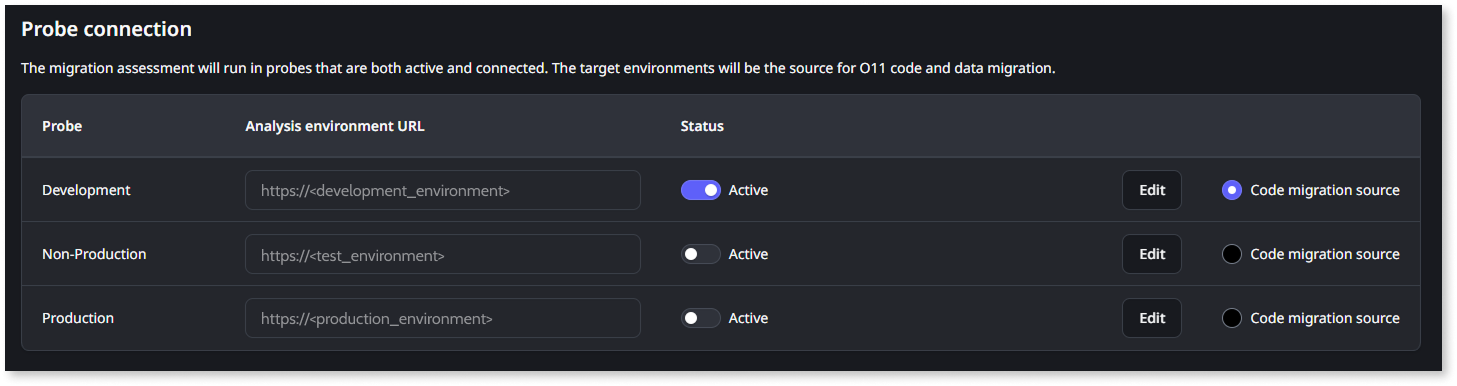 Probe connection
The migration assessment will run in probes that are both active and connected. The target environments will be the source for O11 code and data migration.
Probe Analysis environment URL Status
Development https://<development_environment> Active Edit Code migration source
Non-Production https://<test_environment> Active Edit Code migration source
Production https://<production_environment> Active Edit Code migration source